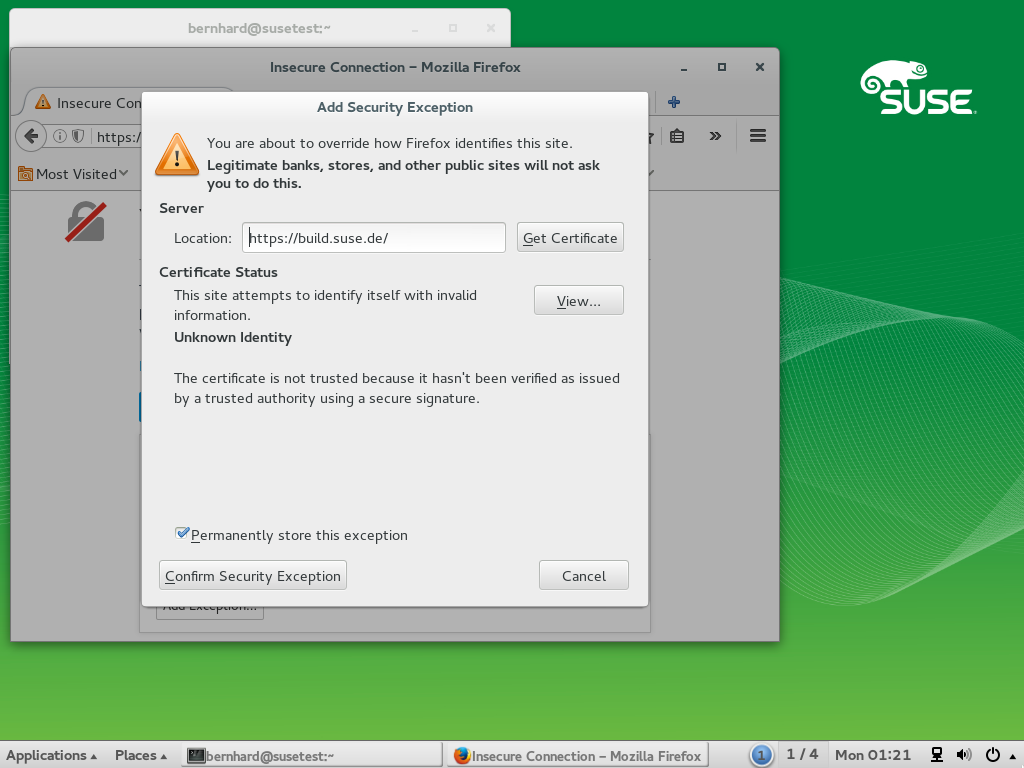 bernhard@susetest:~
Insecure Connection – Mozilla Firefox
Insecure Con
https:/
Most Visited
SUSE
Add Security Exception
You are about to override how Firefox identifies this site.
Legitimate banks, stores, and other public sites will not ask
you to do this.
Server
Location: https://build.suse.de/ Get Certificate
Certificate Status
This site attempts to identify itself with invalid
information.
View...
Unknown Identity
The certificate is not trusted because it hasn't been verified as issued
by a trusted authority using a secure signature.
Permanently store this exception
Confirm Security Exception Cancel
Add Exception...
Applications Places bernhard@susetest:~ Insecure Connection – Mozilla Firefox 1 1 / 4 Mon 01:21